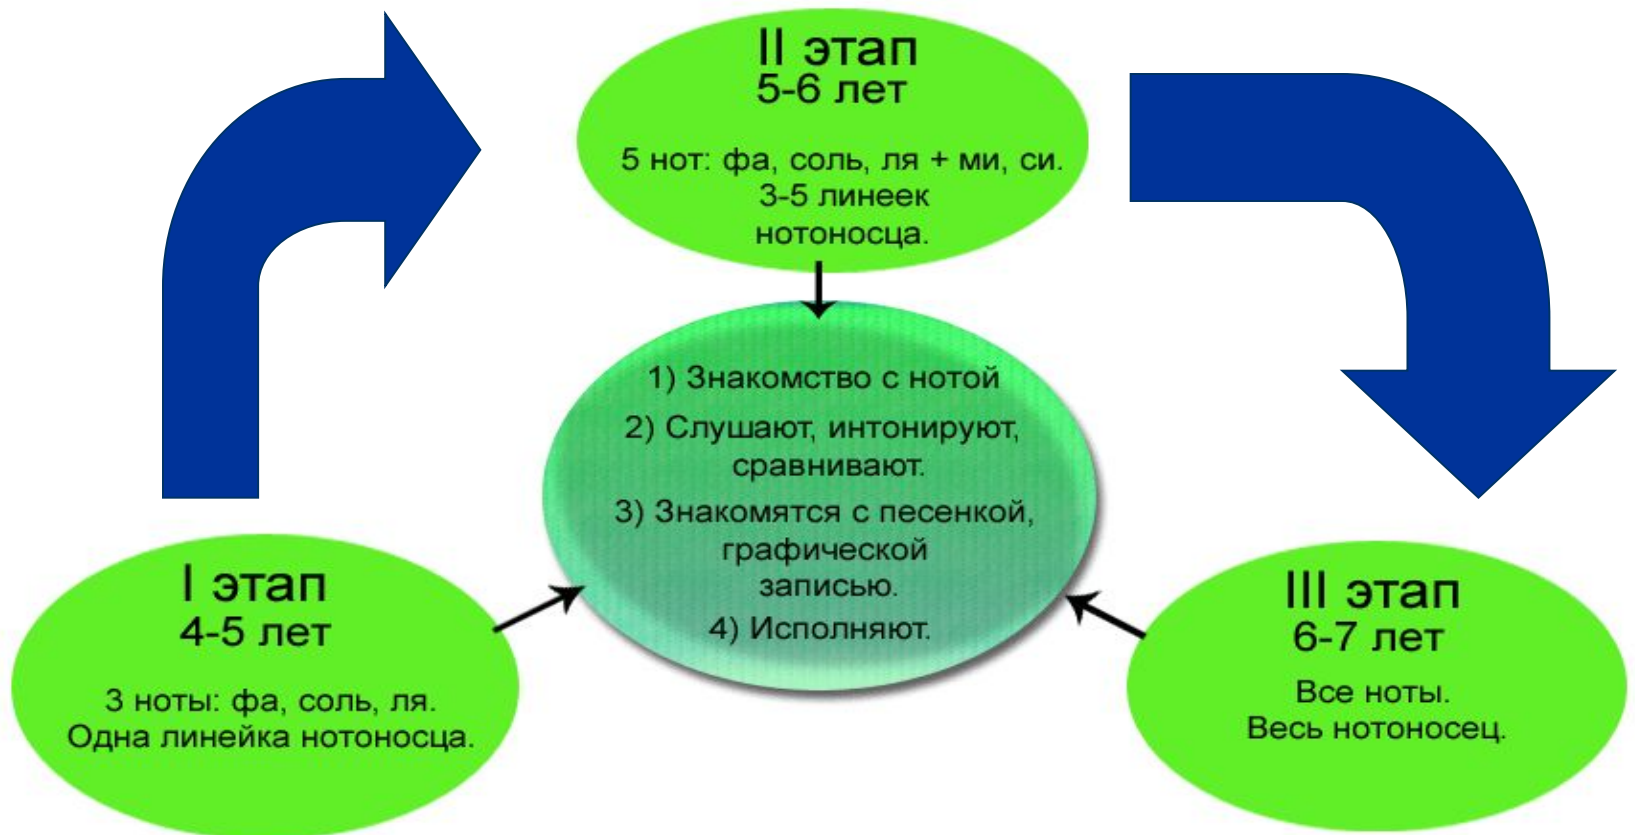 II этап
5-6 лет
5 нот: фа, соль, ля + ми, си.
3-5 линеек
нотоносца.
1) Знакомство с нотой
2) Слушают, интонируют,
сравнивают.
3) Знакомятся с песенкой,
графической
записью.
4) Исполняют.
I этап
4-5 лет
3 ноты: фа, соль, ля.
Одна линейка нотоносца.
III этап
6-7 лет
Все ноты.
Весь нотоносец.